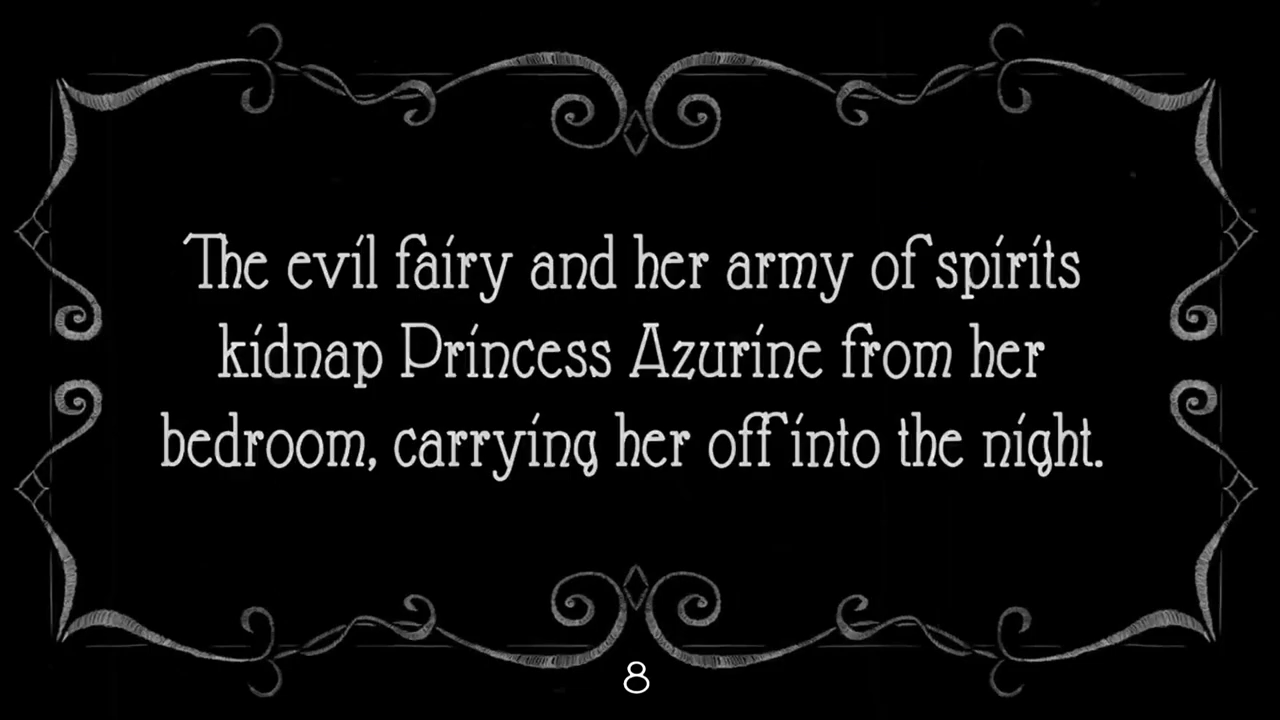 The evil fairy and her army of spirits
kidnap Princess Azurine from her
bedroom, carrying her off into the night.
8